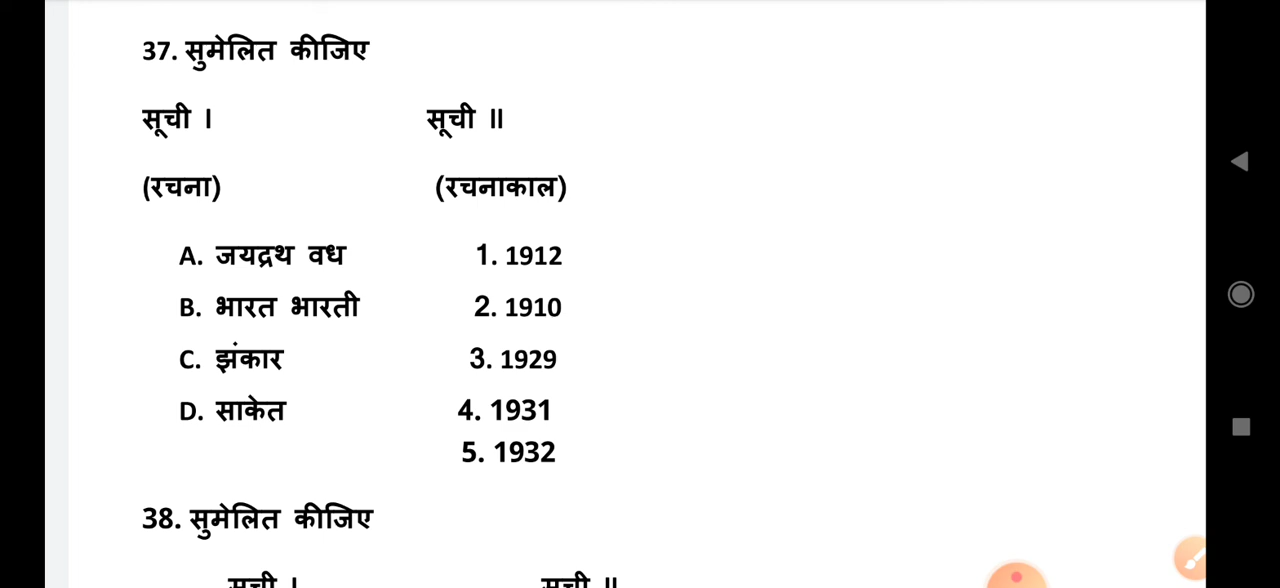 37. सुमेलित कीजिए
सूची I सूची II
(रचना) (रचनाकाल)
A. जयद्रथ वध 1. 1912
B. भारत भारती 2. 1910
C. झंकार 3. 1929
D. साकेत 4. 1931
5. 1932
38. सुमेलित कीजिए
सूची I सूची II